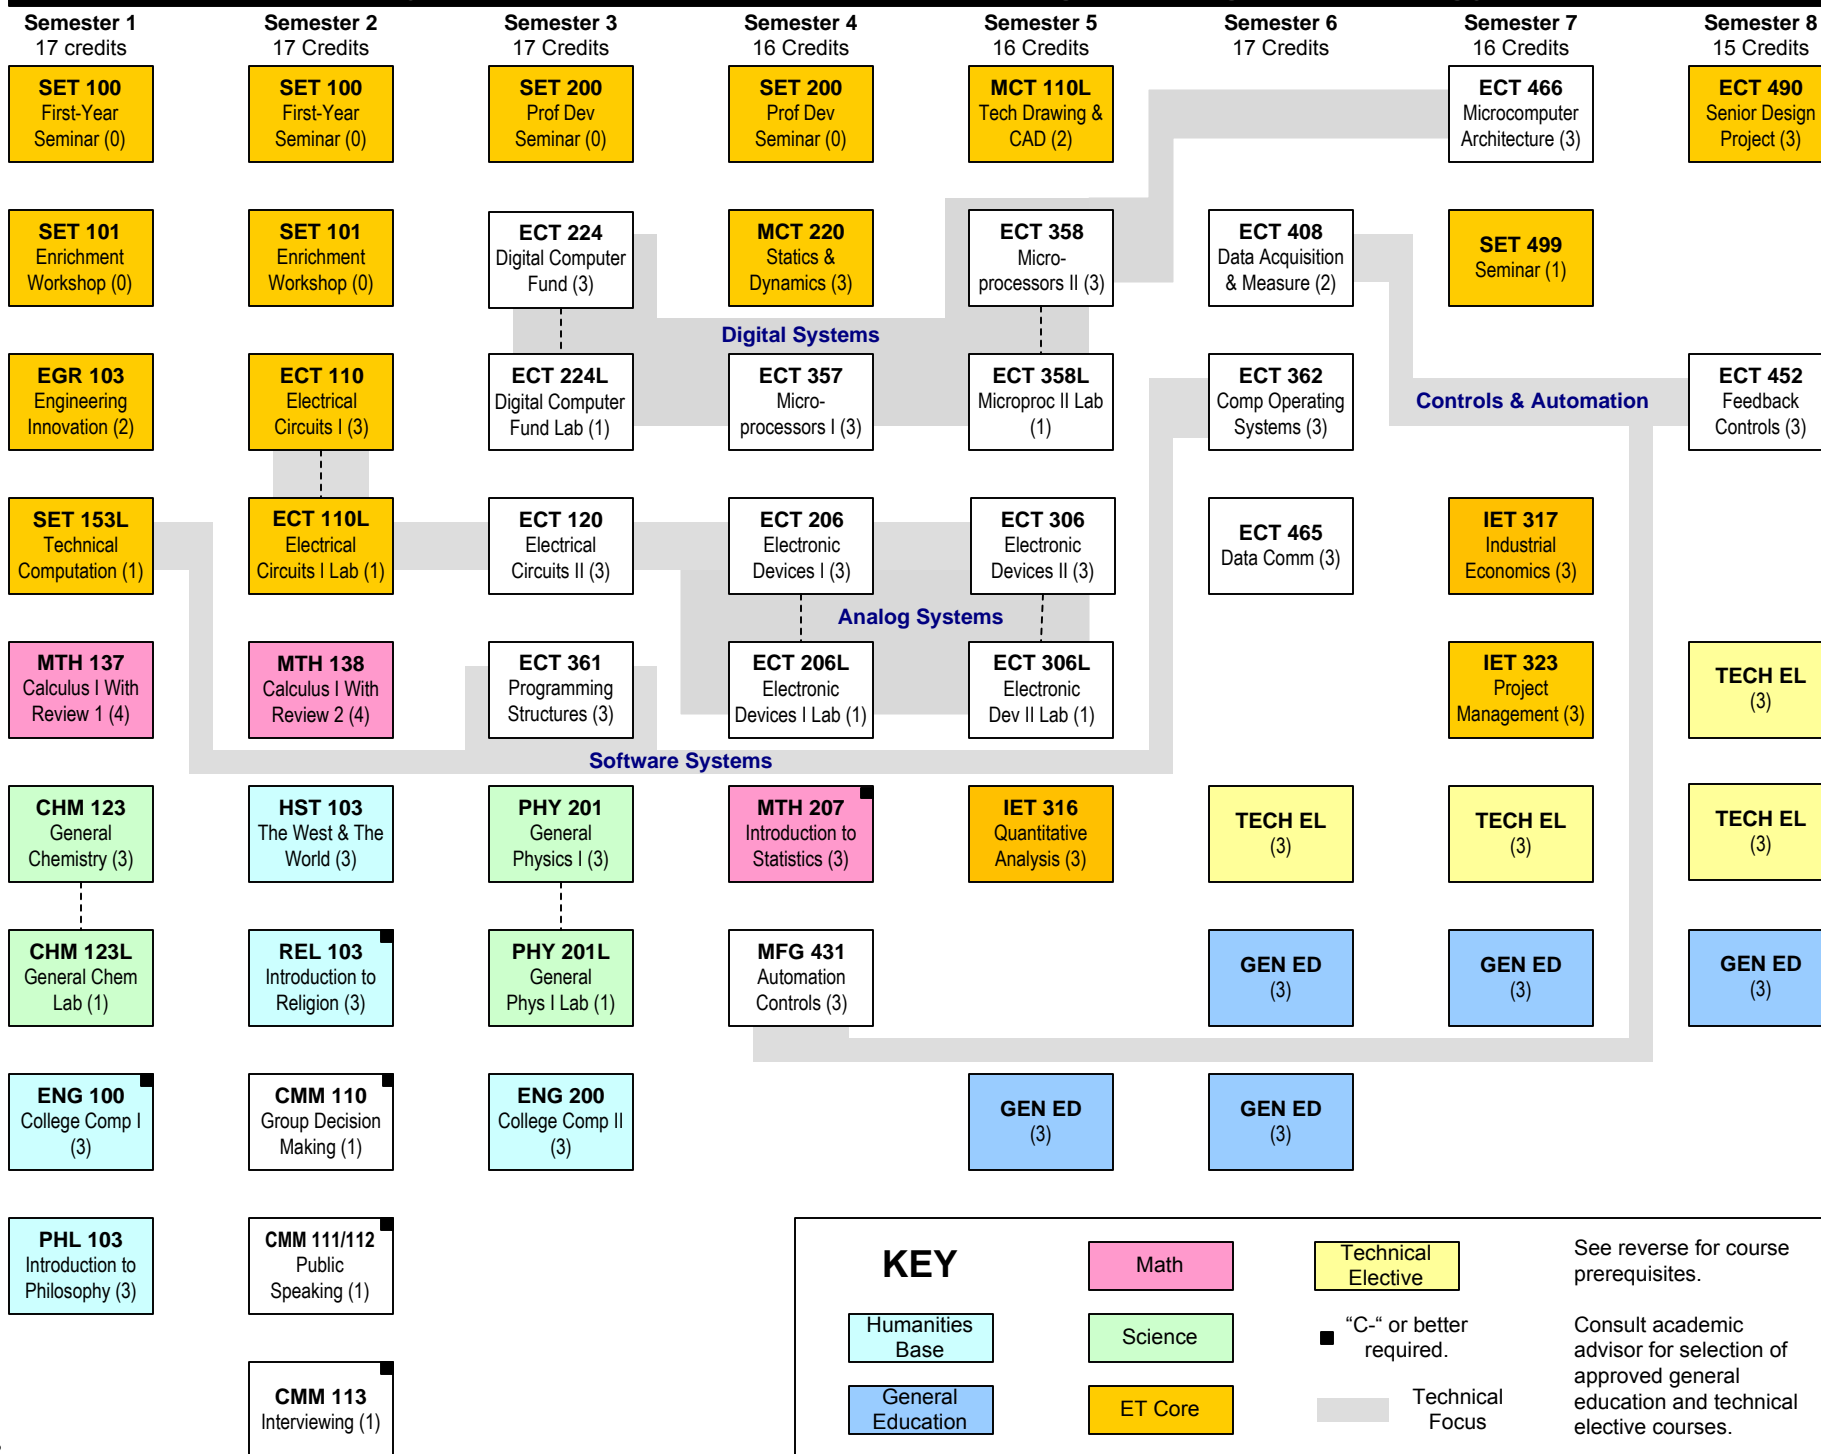 Semester 1
17 credits
Semester 2
17 Credits
Semester 3
17 Credits
Semester 4
16 Credits
Semester 5
16 Credits
Semester 6
17 Credits
Semester 7
16 Credits
Semester 8
15 Credits
SET 100
First-Year
Seminar (0)
SET 100
First-Year
Seminar (0)
SET 200
Prof Dev
Seminar (0)
SET 200
Prof Dev
Seminar (0)
MCT 110L
Tech Drawing &
CAD (2)
ECT 466
Microcomputer
Architecture (3)
ECT 490
Senior Design
Project (3)
SET 101
Enrichment
Workshop (0)
SET 101
Enrichment
Workshop (0)
ECT 224
Digital Computer
Fund (3)
MCT 220
Statics &
Dynamics (3)
ECT 358
Micro-
processors II (3)
ECT 408
Data Acquisition
& Measure (2)
SET 499
Seminar (1)
Digital Systems
EGR 103
Engineering
Innovation (2)
ECT 110
Electrical
Circuits I (3)
ECT 224L
Digital Computer
Fund Lab (1)
ECT 357
Micro-
processors I (3)
ECT 358L
Microproc II Lab
(1)
ECT 362
Comp Operating
Systems (3)
Controls & Automation
ECT 452
Feedback
Controls (3)
SET 153L
Technical
Computation (1)
ECT 110L
Electrical
Circuits I Lab (1)
ECT 120
Electrical
Circuits II (3)
ECT 206
Electronic
Devices I (3)
ECT 306
Electronic
Devices II (3)
ECT 465
Data Comm (3)
IET 317
Industrial
Economics (3)
Analog Systems
MTH 137
Calculus I With
Review 1 (4)
MTH 138
Calculus I With
Review 2 (4)
ECT 361
Programming
Structures (3)
ECT 206L
Electronic
Devices I Lab (1)
ECT 306L
Electronic
Dev II Lab (1)
IET 323
Project
Management (3)
TECH EL
(3)
Software Systems
CHM 123
General
Chemistry (3)
HST 103
The West & The
World (3)
PHY 201
General
Physics I (3)
MTH 207
Introduction to
Statistics (3)
IET 316
Quantitative
Analysis (3)
TECH EL
(3)
TECH EL
(3)
TECH EL
(3)
CHM 123L
General Chem
Lab (1)
REL 103
Introduction to
Religion (3)
PHY 201L
General
Phys I Lab (1)
MFG 431
Automation
Controls (3)
GEN ED
(3)
GEN ED
(3)
GEN ED
(3)
ENG 100
College Comp I
(3)
CMM 110
Group Decision
Making (1)
ENG 200
College Comp II
(3)
GEN ED
(3)
GEN ED
(3)
PHL 103
Introduction to
Philosophy (3)
CMM 111/112
Public
Speaking (1)
CMM 113
Interviewing (1)
KEY
Math
Technical
Elective
See reverse for course
prerequisites.
Humanities
Base
Science
“C-“ or better
required.
Consult academic
advisor for selection of
approved general
education and technical
elective courses.
General
Education
ET Core
Technical
Focus